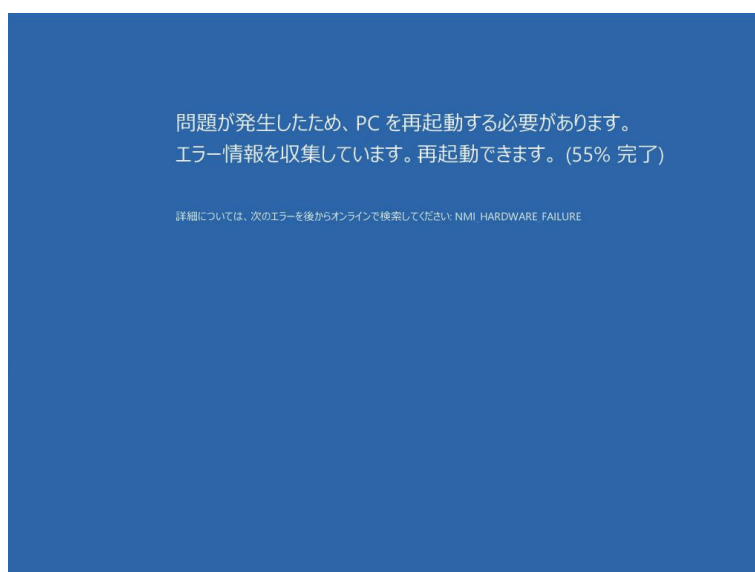 問題が発生したため、PC を再起動する必要があります。
エラー情報を収集しています。再起動できます。 (55% 完了)
詳細については、次のエラーを後からオンラインで検索してください: NMI_HARDWARE_FAILURE